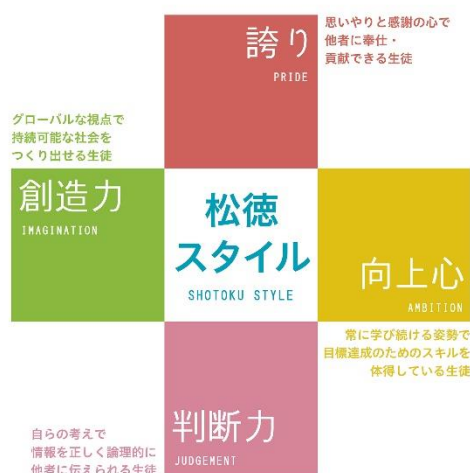 誇り
PRIDE
思いやりと感謝の心で
他者に奉仕・
貢献できる生徒
グローバルな視点で
持続可能な社会を
つくり出せる生徒
創造力
IMAGINATION
松徳
スタイル
SHOTOKU STYLE
向上心
AMBITION
常に学び続ける姿勢で
目標達成のためのスキルを
体得している生徒
判断力
JUDGEMENT
自らの考えで
情報を正しく論理的に
他者に伝えられる生徒